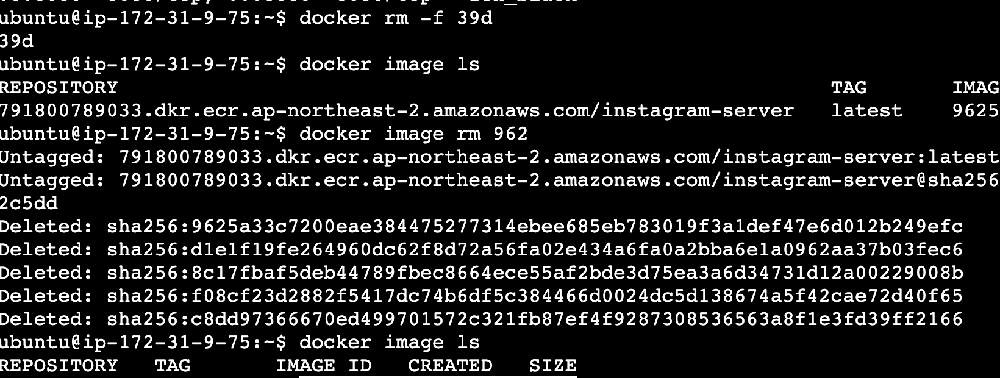 ubuntu@ip-172-31-9-75:~$ docker rm -f 39d
39d
ubuntu@ip-172-31-9-75:~$ docker image ls
REPOSITORY TAG IMAG
791800789033.dkr.ecr.ap-northeast-2.amazonaws.com/instagram-server latest 9625
ubuntu@ip-172-31-9-75:~$ docker image rm 962
Untagged: 791800789033.dkr.ecr.ap-northeast-2.amazonaws.com/instagram-server:latest
Untagged: 791800789033.dkr.ecr.ap-northeast-2.amazonaws.com/instagram-server@sha256
2c5dd
Deleted: sha256:9625a33c7200eae384475277314ebee685eb783019f3a1def47e6d012b249efc
Deleted: sha256:d1e1f19fe264960dc62f8d72a56fa02e434a6fa0a2bba6e1a0962aa37b03fec6
Deleted: sha256:8c17fbaf5deb44789fbec8664ece55af2bde3d75ea3a6d34731d12a00229008b
Deleted: sha256:f08cf23d2882f5417dc74b6df5c384466d0024dc5d138674a5f42cae72d40f65
Deleted: sha256:c8dd97366670ed499701572c321fb87ef4f9287308536563a8f1e3fd39ff2166
ubuntu@ip-172-31-9-75:~$ docker image ls
REPOSITORY TAG IMAGE ID CREATED SIZE